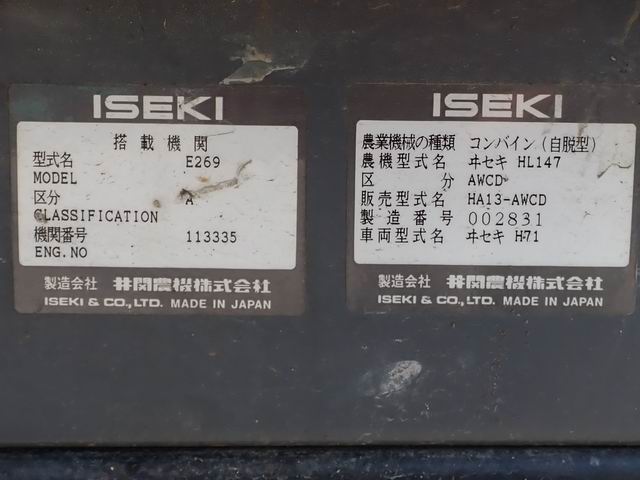 ISEKI
搭載機関
型式名 E269
MODEL
区分 A
CLASSIFICATION
機関番号 113335
ENG.NO
製造会社 井関農機株式会社
ISEKI & CO., LTD. MADE IN JAPAN
ISEKI
農業機械の種類 コンバイン(自脱型)
農機型式名 ヰセキ HL147
区分 AWCD
販売型式名 HA13-AWCD
製造番号 002831
車両型式名 ヰセキ H71
製造会社 井関農機株式会社
ISEKI & CO., LTD. MADE IN JAPAN